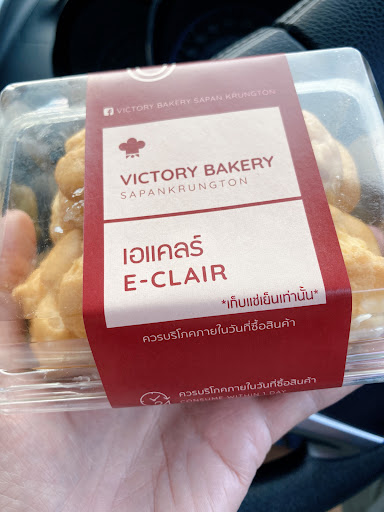 VICTORY BAKERY SAPAN KRUNGTON
VICTORY BAKERY
SAPANKRUNGTON
เอแคลร์
E-CLAIR
*เก็บแช่เย็นเท่านั้น*
ควรบริโภคภายในวันที่ซื้อสินค้า
ควรบริโภคภายในวันที่ซื้อสินค้า
CONSUME WITHIN 1 DAY